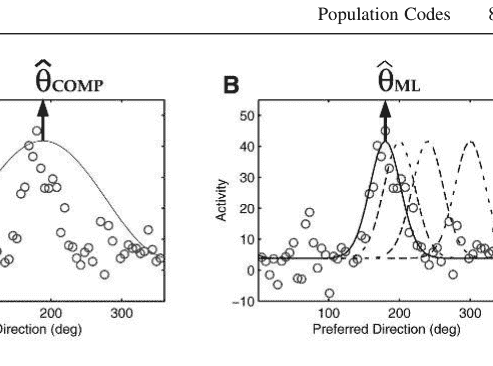 Population Codes 8
θ̂COMP
B θ̂ML
50
40
30
20
10
0
−10
Activity
200 300
100 200 300
Direction (deg)
Preferred Direction (deg)